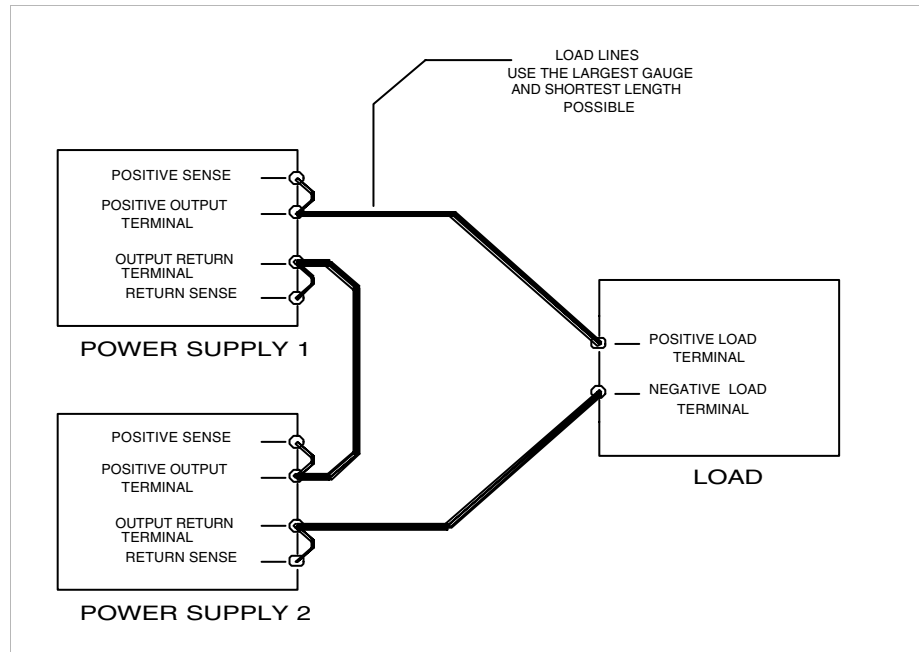 LOAD LINES
USE THE LARGEST GAUGE
AND SHORTEST LENGTH
POSSIBLE
POSITIVE SENSE
POSITIVE OUTPUT
TERMINAL
OUTPUT RETURN
TERMINAL
RETURN SENSE
POWER SUPPLY 1
POSITIVE SENSE
POSITIVE OUTPUT
TERMINAL
OUTPUT RETURN
TERMINAL
RETURN SENSE
POWER SUPPLY 2
POSITIVE LOAD
TERMINAL
NEGATIVE LOAD
TERMINAL
LOAD